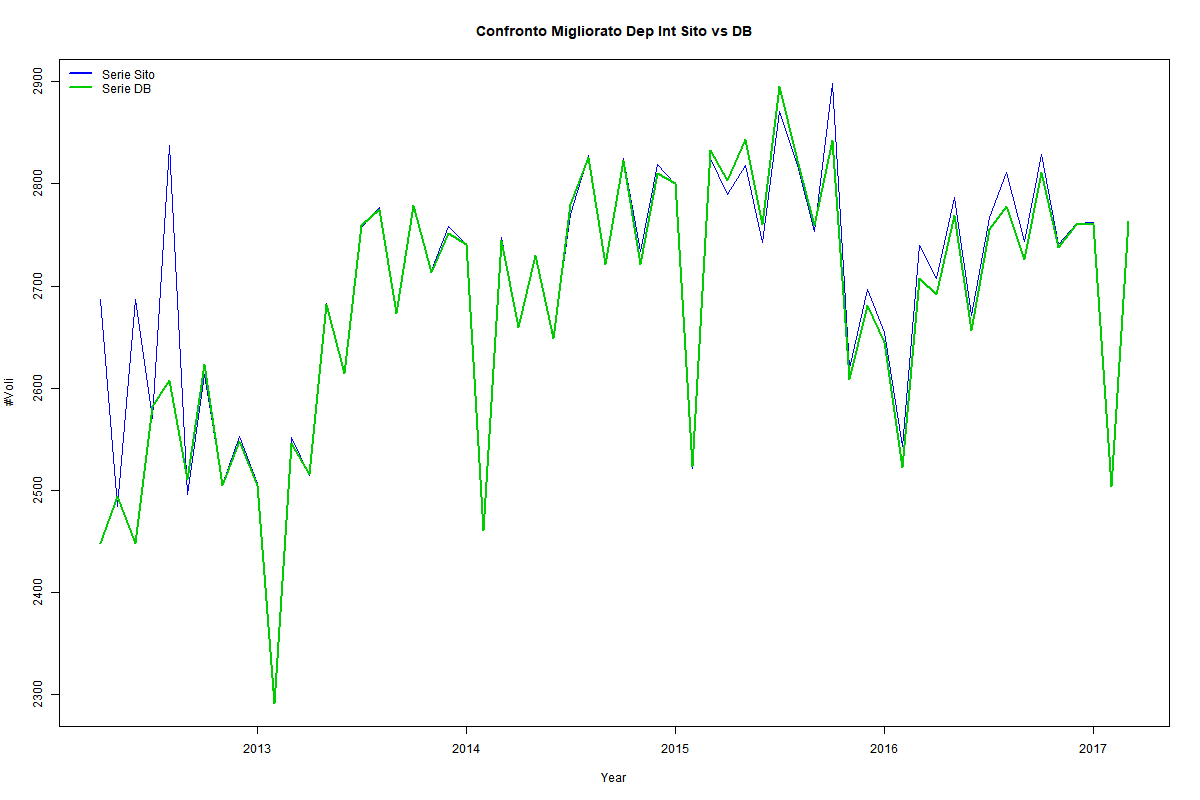 Confronto Migliorato Dep Int Sito vs DB
Serie Sito
Serie DB
2900
2800
2700
2600
2500
2400
2300
#Voli
2013
2014
2015
2016
2017
Year